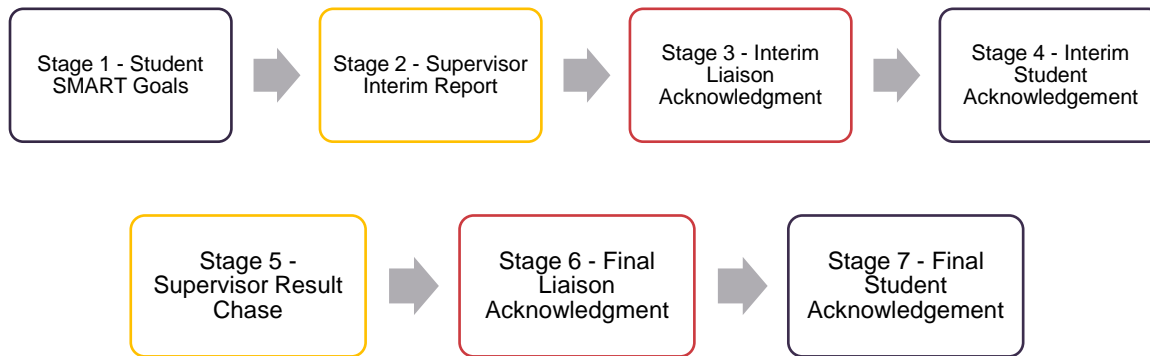 Stage 1 - Student
SMART Goals
Stage 2 - Supervisor
Interim Report
Stage 3 - Interim
Liaison
Acknowledgment
Stage 4 - Interim
Student
Acknowledgement
Stage 5 -
Supervisor Result
Chase
Stage 6 - Final
Liaison
Acknowledgment
Stage 7 - Final
Student
Acknowledgement